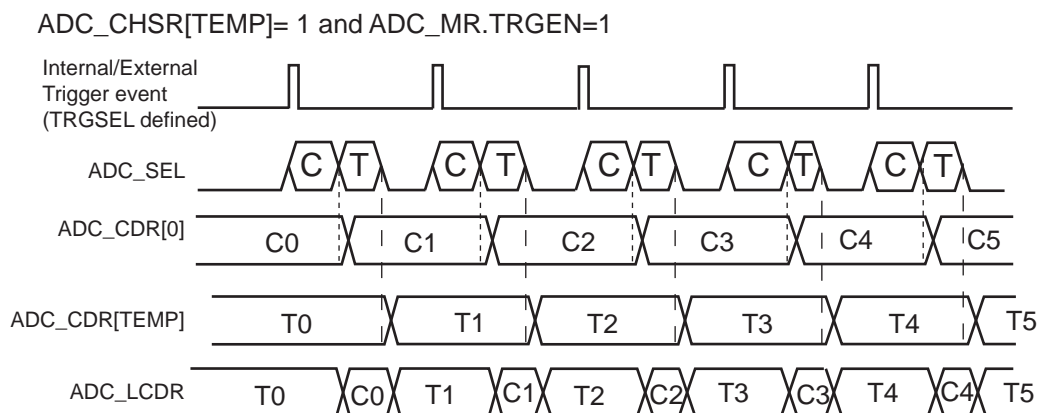 ADC_CHSR[TEMP]= 1 and ADC_MR.TRGEN=1
Internal/External
Trigger event
(TRGSEL defined)
ADC_SEL C T C T C T C T C T
ADC_CDR[0] C0 C1 C2 C3 C4 C5
ADC_CDR[TEMP] T0 T1 T2 T3 T4 T5
ADC_LCDR T0 C0 T1 C1 T2 C2 T3 C3 T4 C4 T5